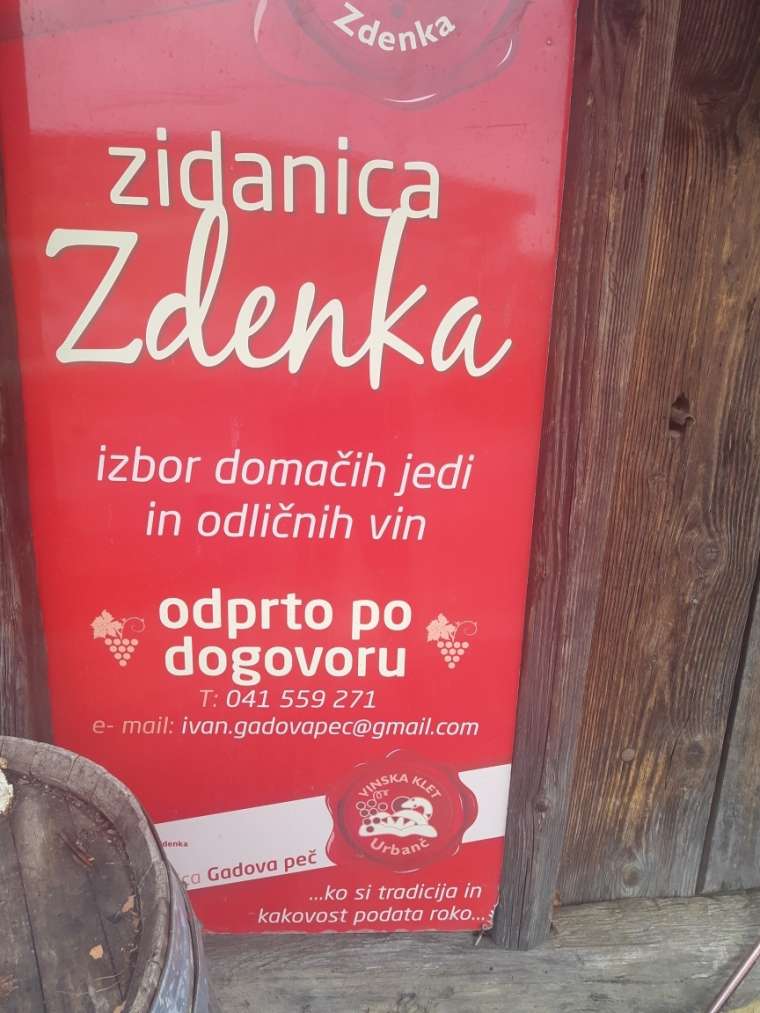 Zdenka
zidanica
Zdenka
izbor domačih jedi
in odličnih vin
odprto po
dogovoru
T: 041 559 271
e- mail: ivan.gadovapec@gmail.com
VINSKA KLET
Urbanč
Gadova peč
...ko si tradicija in
kakovost podata roko...